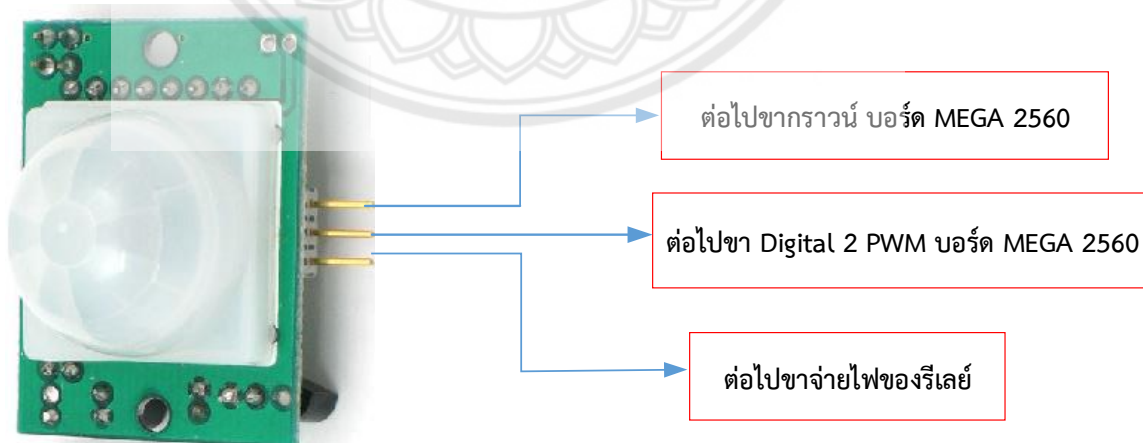 ต่อไปขากราวน์ บอร์ด MEGA 2560
ต่อไปขา Digital 2 PWM บอร์ด MEGA 2560
ต่อไปขาจ่ายไฟของรีเลย์